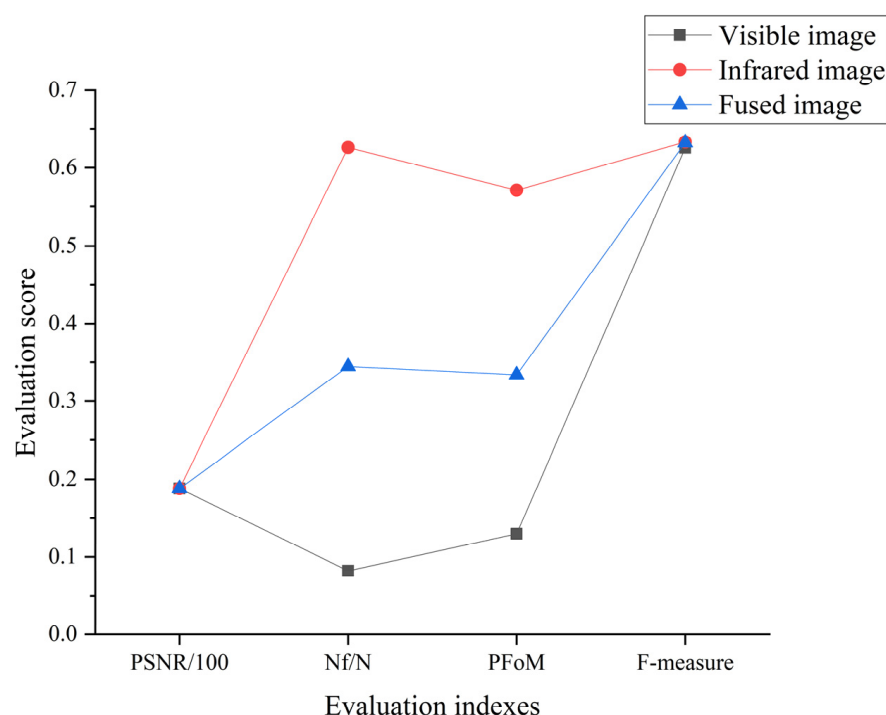 Visible image
Infrared image
Fused image
0.7
0.6
0.5
0.4
0.3
0.2
0.1
0.0
Evaluation score
PSNR/100 Nf/N PFoM F-measure
Evaluation indexes